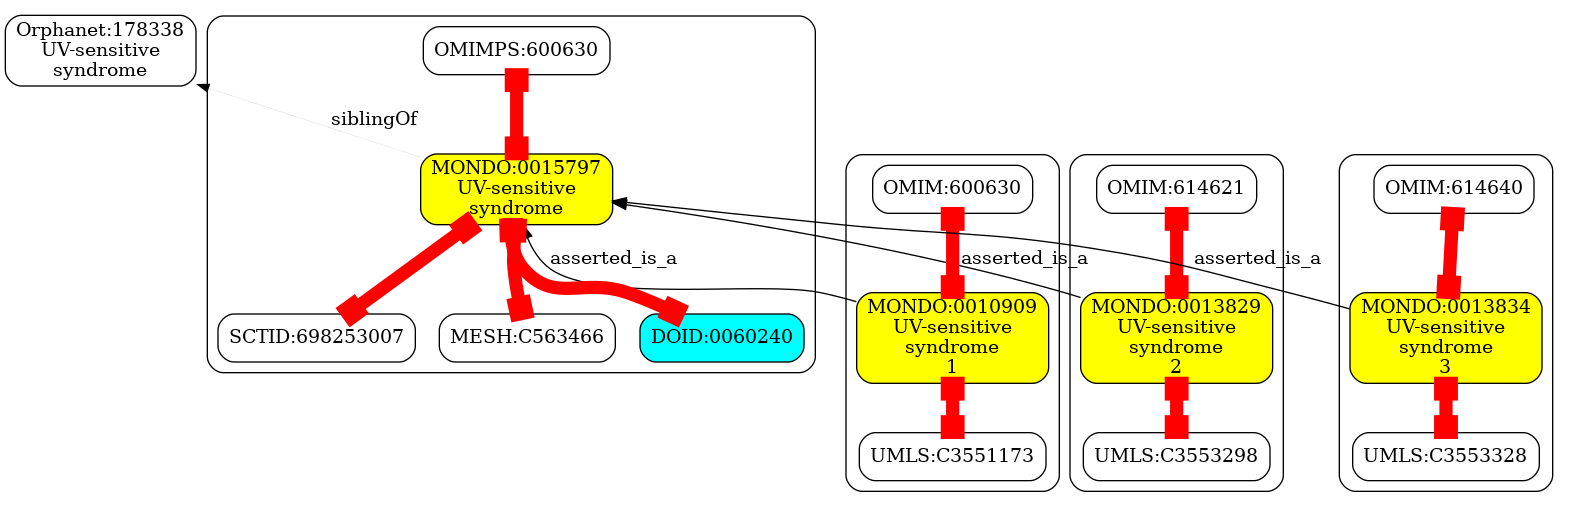 Orphanet:178338
UV-sensitive
syndrome
OMIMPS:600630
siblingOf
MONDO:0015797
UV-sensitive
syndrome
OMIM:600630
OMIM:614621
OMIM:614640
asserted_is_a
asserted_is_a
asserted_is_a
SCTID:698253007
MESH:C563466
DOID:0060240
MONDO:0010909
UV-sensitive
syndrome
1
MONDO:0013829
UV-sensitive
syndrome
2
MONDO:0013834
UV-sensitive
syndrome
3
UMLS:C3551173
UMLS:C3553298
UMLS:C3553328